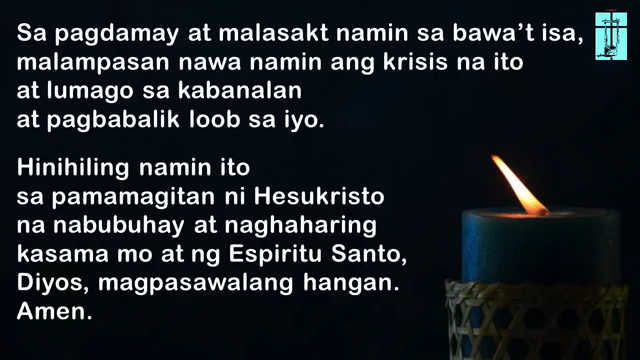 Sa pagdamay at malasakt namin sa bawa’t isa,
malampasan nawa namin ang krisis na ito
at lumago sa kabanalan
at pagbabalik loob sa iyo.
Hinihiling namin ito
sa pamamagitan ni Hesukristo
na nabubuhay at naghaharing
kasama mo at ng Espiritu Santo,
Diyos, magpasawalang hangan.
Amen.